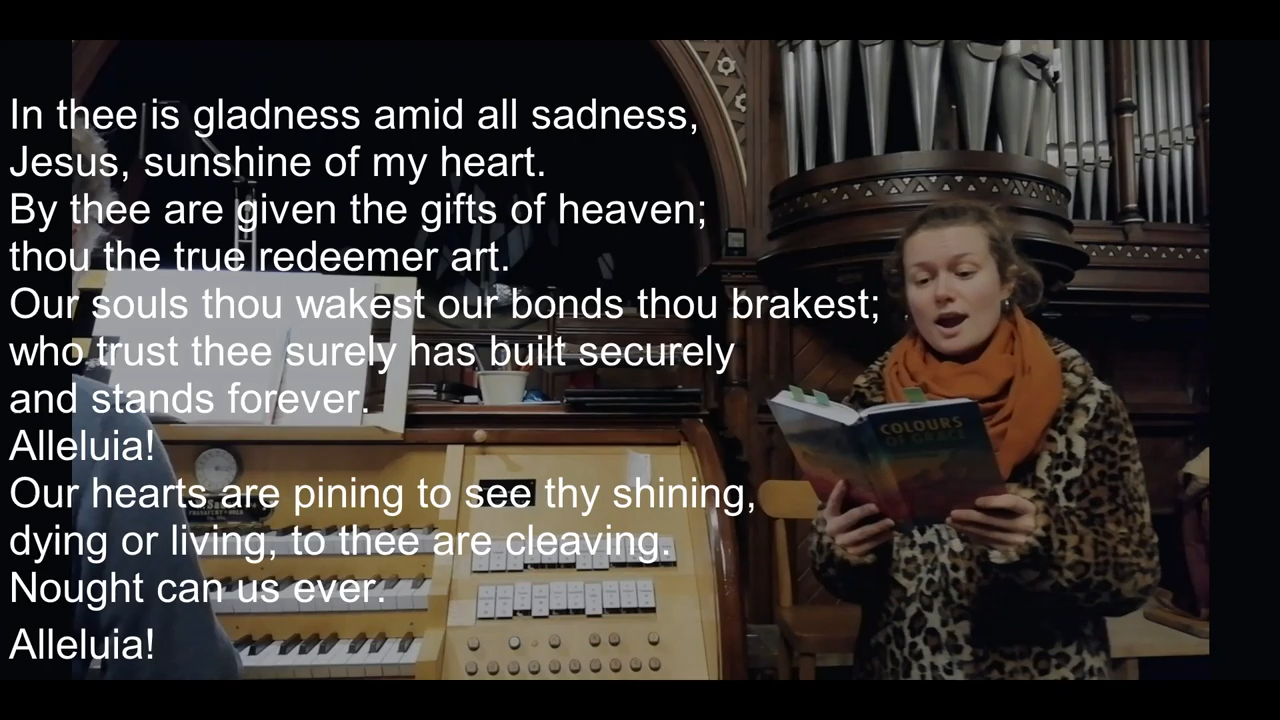 In thee is gladness amid all sadness,
Jesus, sunshine of my heart.
By thee are given the gifts of heaven;
thou the true redeemer art.
Our souls thou wakest our bonds thou brakest;
who trust thee surely has built securely
and stands forever.
Alleluia!
Our hearts are pining to see thy shining,
dying or living, to thee are cleaving.
Nought can us ever.
Alleluia!
COLOURS
OF GRACE